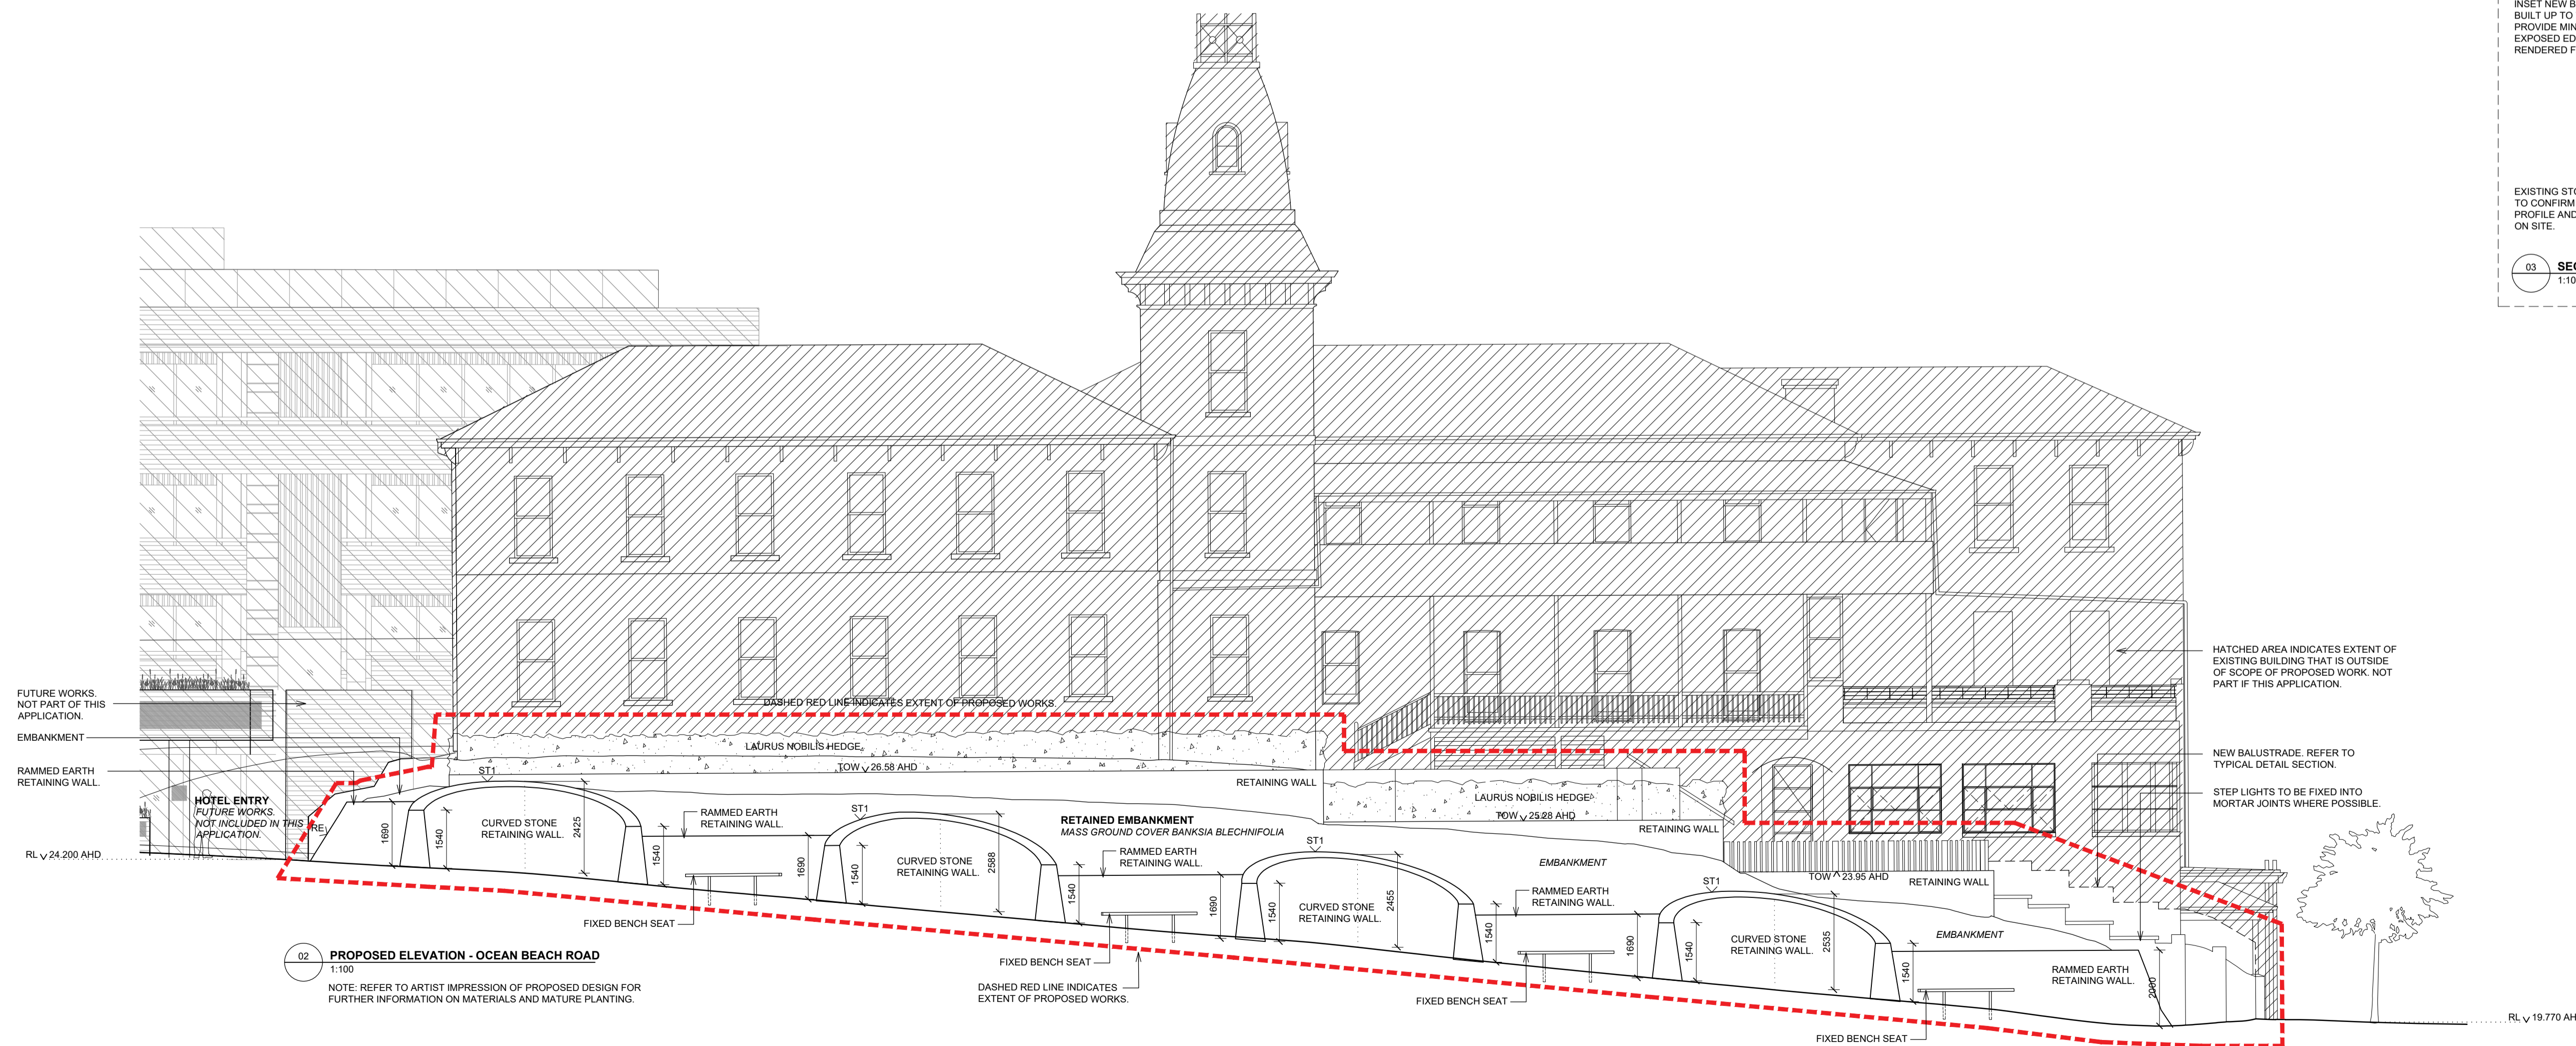 INSET NEW B
BUILT UP TO
PROVIDE MIN
EXPOSED ED
RENDERED F
EXISTING STO
TO CONFIRM
PROFILE AND
ON SITE.
03
SEC
1:10
FUTURE WORKS.
NOT PART OF THIS
APPLICATION.
EMBANKMENT
RAMMED EARTH
RETAINING WALL.
HOTEL ENTRY
FUTURE WORKS.
NOT INCLUDED IN THIS
APPLICATION.
RE
RL 24.200 AHD
DASHED RED LINE INDICATES EXTENT OF PROPOSED WORKS.
LAURUS NOBILIS HEDGE
TOW 26.58 AHD
RETAINING WALL
ST1
1690
1540
CURVED STONE
RETAINING WALL.
2425
1540
RAMMED EARTH
RETAINING WALL.
FIXED BENCH SEAT
ST1
1690
1540
CURVED STONE
RETAINING WALL.
2588
1540
RETAINED EMBANKMENT
MASS GROUND COVER BANKSIA BLECHNIFOLIA
RAMMED EARTH
RETAINING WALL.
FIXED BENCH SEAT
ST1
1690
1540
CURVED STONE
RETAINING WALL.
2455
1540
LAURUS NOBILIS HEDGE
TOW 25.28 AHD
RETAINING WALL
EMBANKMENT
RAMMED EARTH
RETAINING WALL.
FIXED BENCH SEAT
ST1
1690
1540
CURVED STONE
RETAINING WALL.
2535
1540
TOW 23.95 AHD
RETAINING WALL
EMBANKMENT
RAMMED EARTH
RETAINING WALL.
2000
FIXED BENCH SEAT
HATCHED AREA INDICATES EXTENT OF
EXISTING BUILDING THAT IS OUTSIDE
OF SCOPE OF PROPOSED WORK. NOT
PART IF THIS APPLICATION.
NEW BALUSTRADE. REFER TO
TYPICAL DETAIL SECTION.
STEP LIGHTS TO BE FIXED INTO
MORTAR JOINTS WHERE POSSIBLE.
RL 19.770 AH
DASHED RED LINE INDICATES
EXTENT OF PROPOSED WORKS.
02
PROPOSED ELEVATION - OCEAN BEACH ROAD
1:100
NOTE: REFER TO ARTIST IMPRESSION OF PROPOSED DESIGN FOR
FURTHER INFORMATION ON MATERIALS AND MATURE PLANTING.